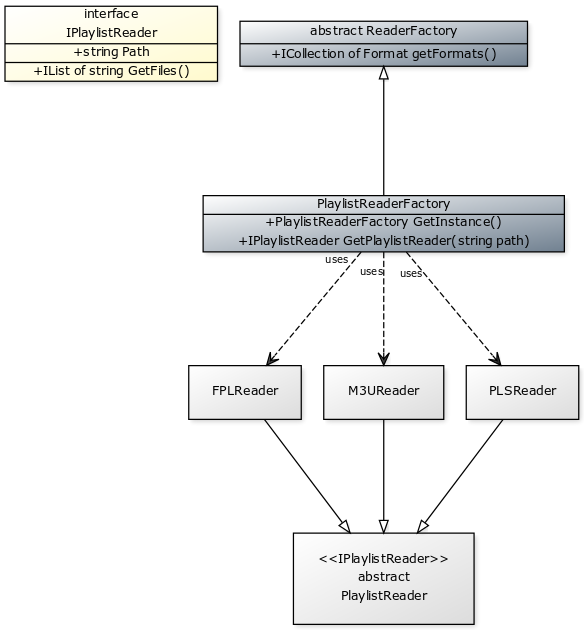 interface
IPlaylistReader
+string Path
+IList of string GetFiles()
abstract ReaderFactory
+ICollection of Format getFormats()
PlaylistReaderFactory
+PlaylistReaderFactory GetInstance()
+IPlaylistReader GetPlaylistReader(string path)
uses
uses
uses
FPLReader
M3UReader
PLSReader
<<IPlaylistReader>>
abstract
PlaylistReader